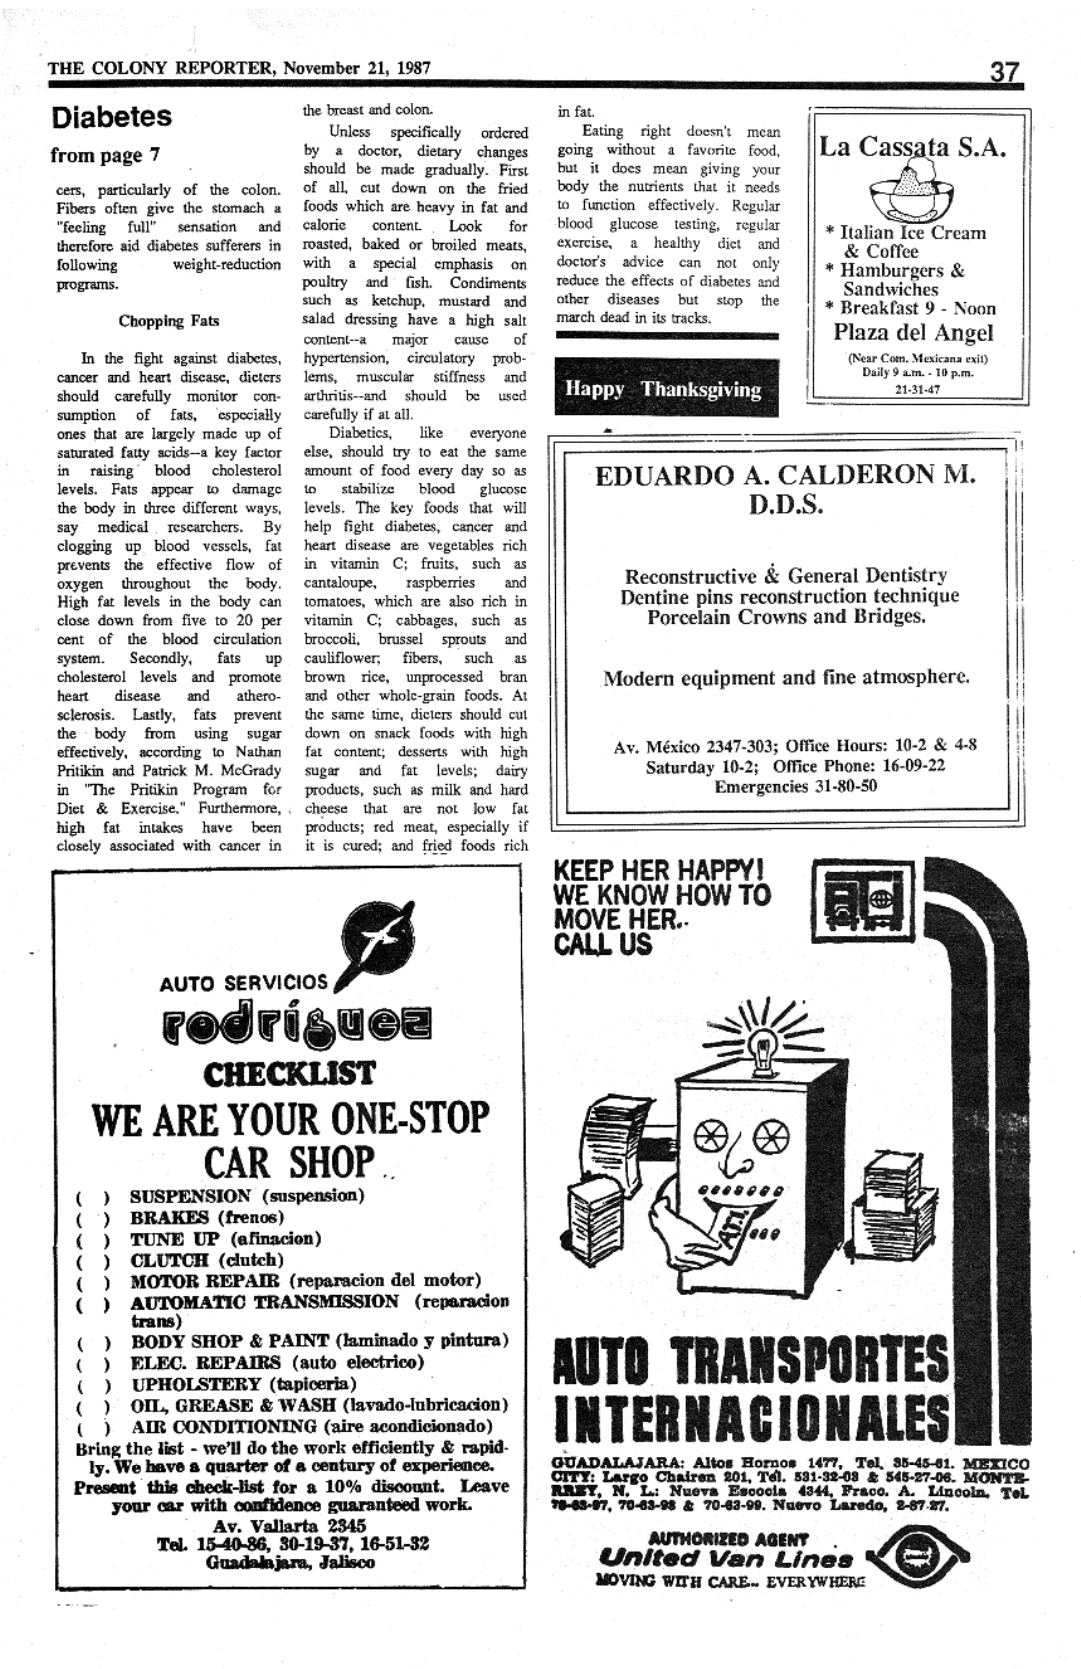 THE COLONY REPORTER, November 21, 1987
37
Diabetes
from page 7
cers, particularly of the colon.
Fibers often give the stomach a
"feeling full" sensation and
therefore aid diabetes sufferers in
following weight-reduction
programs.
Chopping Fats
In the fight against diabetes,
cancer and heart disease, dieters
should carefully monitor con-
sumption of fats, especially
ones that are largely made up of
saturated fatty acids--a key factor
in raising blood cholesterol
levels. Fats appear to damage
the body in three different ways,
say medical researchers. By
clogging up blood vessels, fat
prevents the effective flow of
oxygen throughout the body.
High fat levels in the body can
close down from five to 20 per
cent of the blood circulation
system. Secondly, fats up
cholesterol levels and promote
heart disease and athero-
sclerosis. Lastly, fats prevent
the body from using sugar
effectively, according to Nathan
Pritikin and Patrick M. McGrady
in "The Pritikin Program for
Diet & Exercise." Furthermore,
high fat intakes have been
closely associated with cancer in
the breast and colon.
Unless specifically ordered
by a doctor, dietary changes
should be made gradually. First
of all, cut down on the fried
foods which are heavy in fat and
calorie content. Look for
roasted, baked or broiled meats,
with a special emphasis on
poultry and fish. Condiments
such as ketchup, mustard and
salad dressing have a high salt
content--a major cause of
hypertension, circulatory prob-
lems, muscular stiffness and
arthritis--and should be used
carefully if at all.
Diabetics, like everyone
else, should try to eat the same
amount of food every day so as
to stabilize blood glucose
levels. The key foods that will
help fight diabetes, cancer and
heart disease are vegetables rich
in vitamin C; fruits, such as
cantaloupe, raspberries and
tomatoes, which are also rich in
vitamin C; cabbages, such as
broccoli, brussel sprouts and
cauliflower; fibers, such as
brown rice, unprocessed bran
and other whole-grain foods. At
the same time, dieters should cut
down on snack foods with high
fat content; desserts with high
sugar and fat levels; dairy
products, such as milk and hard
cheese that are not low fat
products; red meat, especially if
it is cured; and fried foods rich
in fat.
Eating right doesn't mean
going without a favorite food,
but it does mean giving your
body the nutrients that it needs
to function effectively. Regular
blood glucose testing, regular
exercise, a healthy diet and
doctor's advice can not only
reduce the effects of diabetes and
other diseases but stop the
march dead in its tracks.
Happy Thanksgiving
La Cassata S.A.
* Italian Ice Cream
& Coffee
* Hamburgers &
Sandwiches
* Breakfast 9 - Noon
Plaza del Angel
(Near Com. Mexicana exit)
Daily 9 a.m. - 10 p.m.
21-31-47
EDUARDO A. CALDERON M.
D.D.S.
Reconstructive & General Dentistry
Dentine pins reconstruction technique
Porcelain Crowns and Bridges.
Modern equipment and fine atmosphere.
Av. México 2347-303; Office Hours: 10-2 & 4-8
Saturday 10-2; Office Phone: 16-09-22
Emergencies 31-80-50
AUTO SERVICIOS
rodríguez
CHECKLIST
WE ARE YOUR ONE-STOP
CAR SHOP
( ) SUSPENSION (suspension)
( ) BRAKES (frenos)
( ) TUNE UP (afinacion)
( ) CLUTCH (clutch)
( ) MOTOR REPAIR (reparacion del motor)
( ) AUTOMATIC TRANSMISSION (reparacion
trans)
( ) BODY SHOP & PAINT (laminado y pintura)
( ) ELEC. REPAIRS (auto electrico)
( ) UPHOLSTERY (tapiceria)
( ) OIL, GREASE & WASH (lavado-lubricacion)
( ) AIR CONDITIONING (aire acondicionado)
Bring the list - we'll do the work efficiently & rapid-
ly. We have a quarter of a century of experience.
Present this check-list for a 10% discount. Leave
your car with confidence guaranteed work.
Av. Vallarta 2345
Tel. 15-40-86, 30-19-37, 16-51-32
Guadalajara, Jalisco
KEEP HER HAPPY!
WE KNOW HOW TO
MOVE HER..
CALL US
A.T.I.
AUTO TRANSPORTES
INTERNACIONALES
GUADALAJARA: Altos Hornos 1477, Tel. 35-45-61. MEXICO
CITY: Largo Chairen 201, Tel. 531-32-03 & 545-27-06. MONTE-
RREY, N. L.: Nueva Escocia 4344, Fracc. A. Lincoln. Tel.
70-63-97, 70-63-98 & 70-63-99. Nuevo Laredo, 2-87-27.
AUTHORIZED AGENT
United Van Lines
MOVING WITH CARE... EVERYWHERE